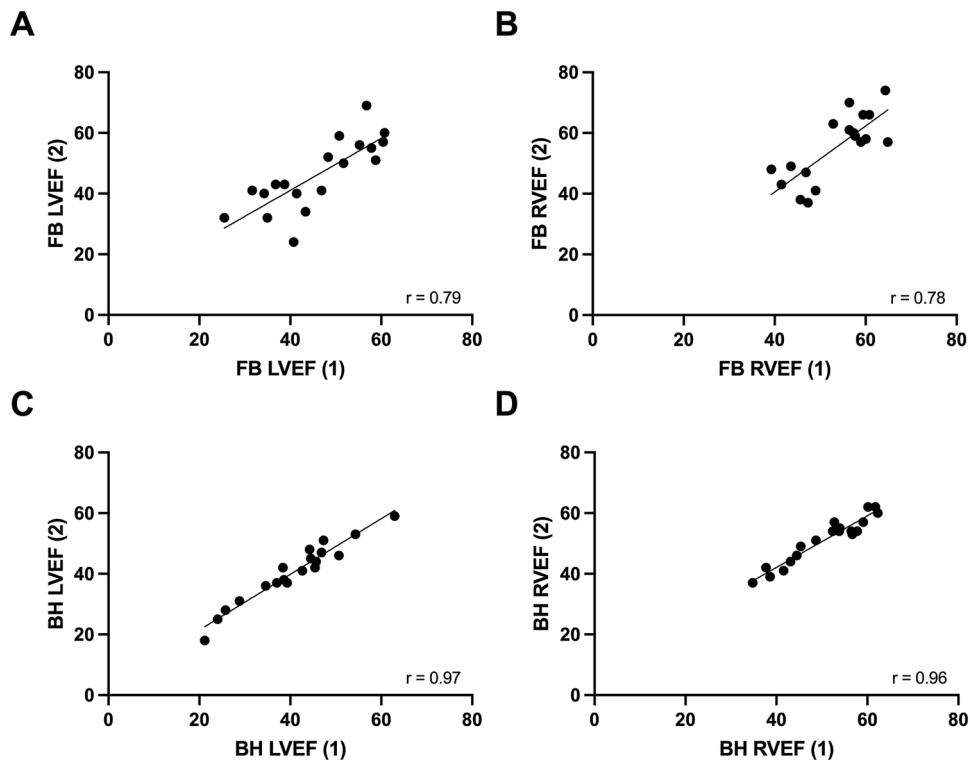 A
B
80
60
40
20
0
FB LVEF (2)
r = 0.79
0
20
40
60
80
FB LVEF (1)
80
60
40
20
0
FB RVEF (2)
r = 0.78
0
20
40
60
80
FB RVEF (1)
C
D
80
60
40
20
0
BH LVEF (2)
r = 0.97
0
20
40
60
80
BH LVEF (1)
80
60
40
20
0
BH RVEF (2)
r = 0.96
0
20
40
60
80
BH RVEF (1)